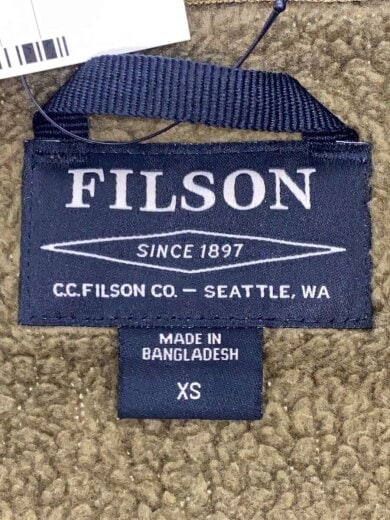 FILSON
SINCE 1897
C.C.FILSON CO. — SEATTLE, WA
MADE IN
BANGLADESH
XS